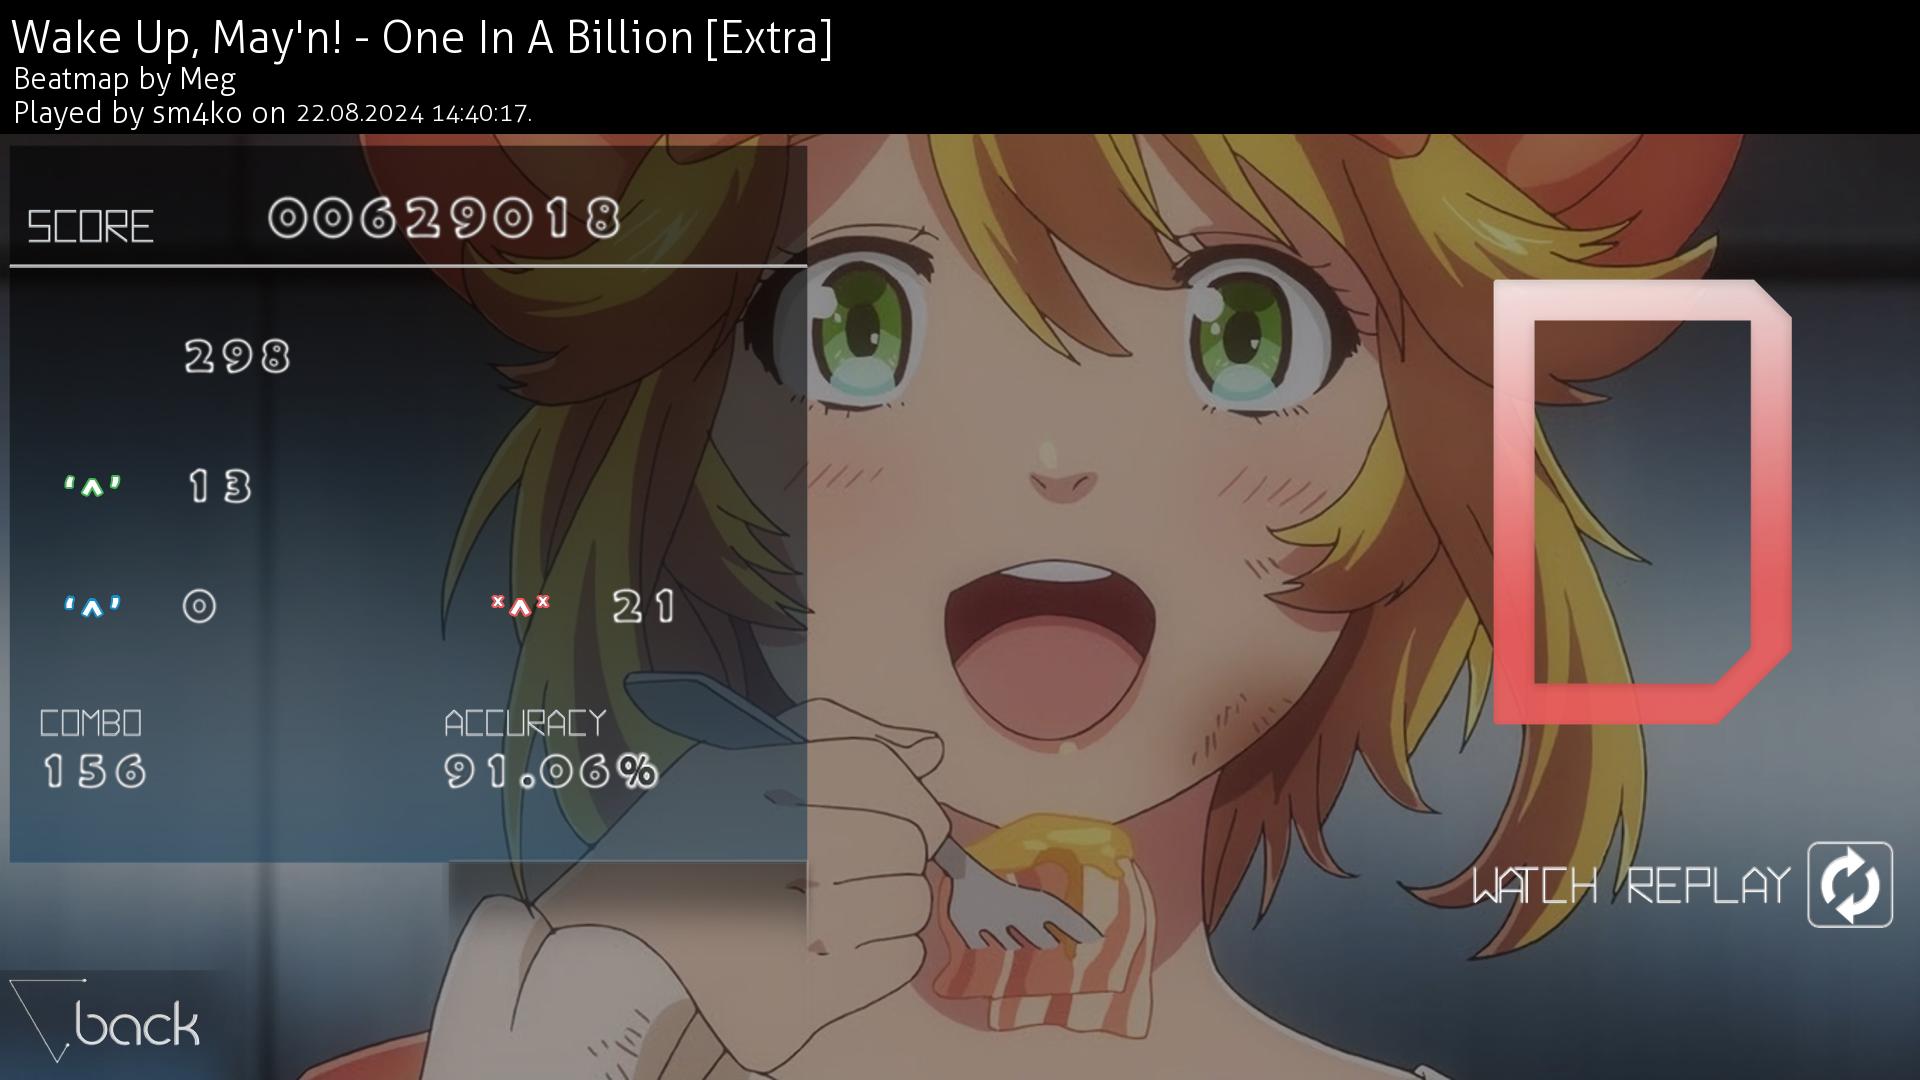 Wake Up, May'n! - One In A Billion [Extra]
Beatmap by Meg
Played by sm4ko on 22.08.2024 14:40:17.
SCORE 00629018
298
'^' 13
'^' 0 x^x 21
COMBO ACCURACY
156 91.06%
WATCH REPLAY
back
D